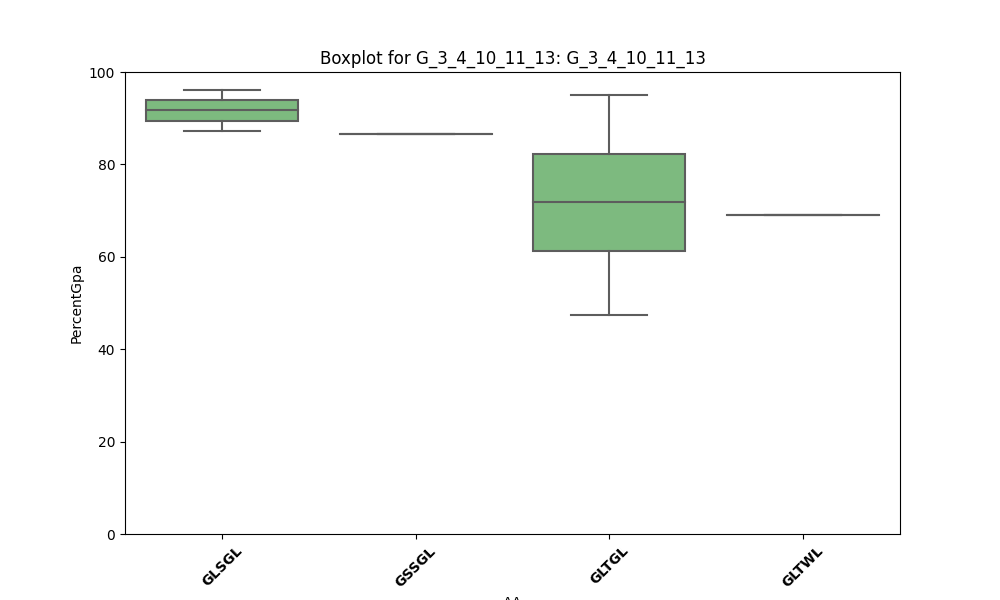 Boxplot for G_3_4_10_11_13: G_3_4_10_11_13
100
80
60
40
20
0
PercentGpa
GLSGL
GSSGL
GLTGL
GLTWL